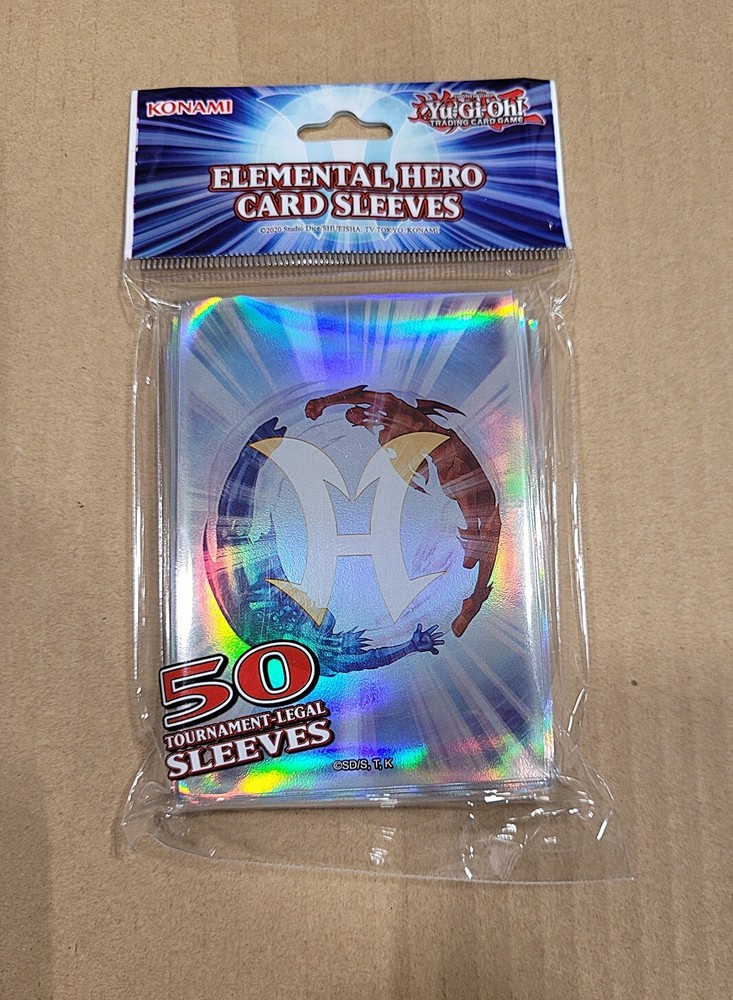 KONAMI
Yu-Gi-Oh!
TRADING CARD GAME
ELEMENTAL HERO
CARD SLEEVES
©2020 Studio Dice/SHUEISHA, TV TOKYO, KONAMI
H
50
TOURNAMENT-LEGAL
SLEEVES
©SD/S, T, K